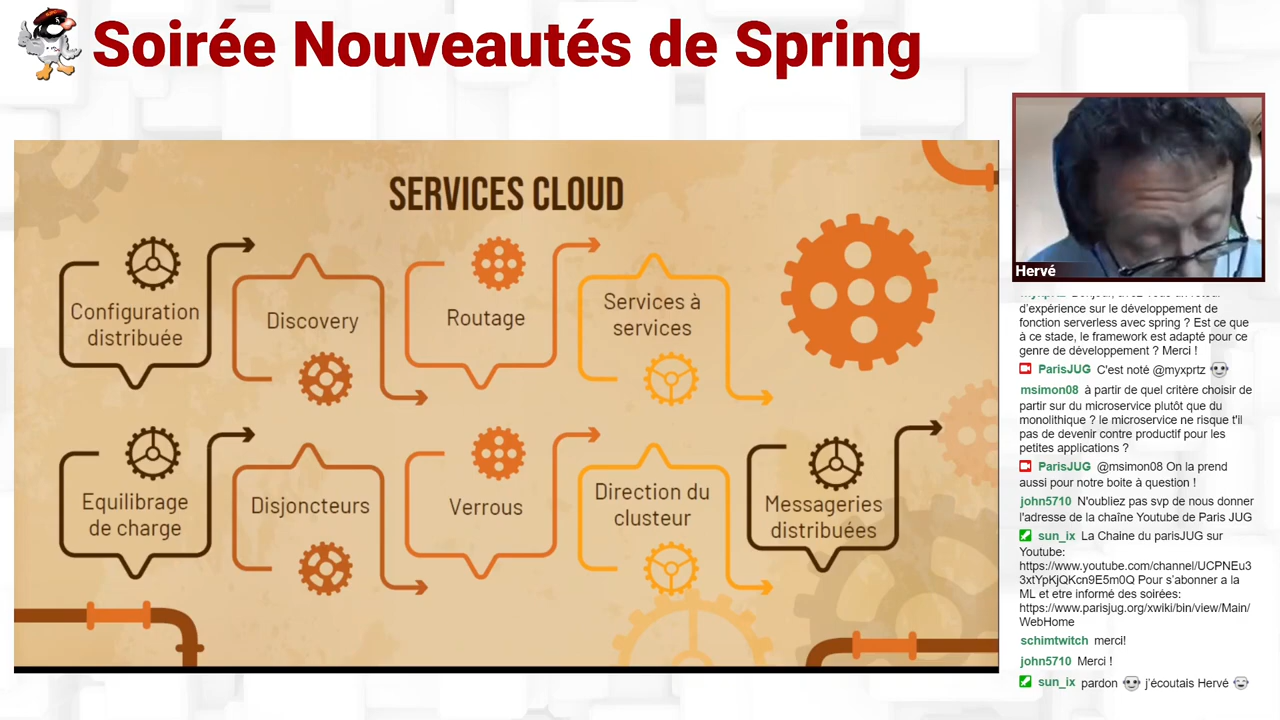 Soirée Nouveautés de Spring
SERVICES CLOUD
Configuration
distribuée
Discovery
Routage
Services à
services
Equilibrage
de charge
Disjoncteurs
Verrous
Direction du
clusteur
Messageries
distribuées
Hervé
d'expérience sur le développement de
fonction serverless avec spring ? Est ce que
à ce stade, le framework est adapté pour ce
genre de développement ? Merci !
ParisJUG C'est noté @myxprtz
msimon08 à partir de quel critère choisir de
partir sur du microservice plutôt que du
monolithique ? le microservice ne risque t'il
pas de devenir contre productif pour les
petites applications ?
ParisJUG @msimon08 On la prend
aussi pour notre boite à question !
john5710 N'oubliez pas svp de nous donner
l'adresse de la chaîne Youtube de Paris JUG
sun_ix La Chaine du parisJUG sur
Youtube:
https://www.youtube.com/channel/UCPNEu3
3xtYpKjQKcn9E5m0Q Pour s'abonner a la
ML et etre informé des soirées:
https://www.parisjug.org/xwiki/bin/view/Main/
WebHome
schimtwitch merci!
john5710 Merci !
sun_ix pardon j'écoutais Hervé